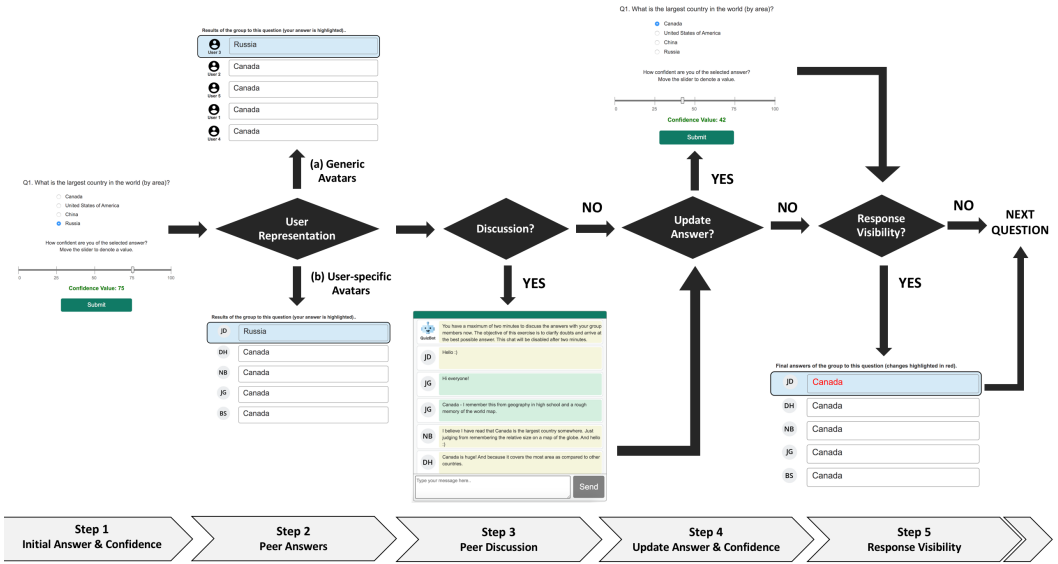 Q1. What is the largest country in the world (by area)?
Canada
United States of America
China
Russia
How confident are you of the selected answer?
Move the slider to denote a value.
0 25 50 75 100
Confidence Value: 75
Submit
Results of the group to this question (your answer is highlighted)..
User 3 Russia
User 2 Canada
User 5 Canada
User 1 Canada
User 4 Canada
(a) Generic
Avatars
User
Representation
(b) User-specific
Avatars
Results of the group to this question (your answer is highlighted)..
JD Russia
DH Canada
NB Canada
JG Canada
BS Canada
Discussion?
NO
YES
QuizBot
You have a maximum of two minutes to discuss the answers with your group
members now. The objective of this exercise is to clarify doubts and arrive at
the best possible answer. This chat will be disabled after two minutes.
JD Hello :)
JG Hi everyone!
JG
Canada - I remember this from geography in high school and a rough
memory of the world map.
NB
I believe I have read that Canada is the largest country somewhere. Just
judging from remembering the relative size on a map of the globe. And hello
:)
DH
Canada is huge! And because it covers the most area as compared to other
countries.
Type your message here..
Send
Q1. What is the largest country in the world (by area)?
Canada
United States of America
China
Russia
How confident are you of the selected answer?
Move the slider to denote a value.
0 25 50 75 100
Confidence Value: 42
Submit
YES
Update
Answer?
NO
Response
Visibility?
NO
NEXT
QUESTION
YES
Final answers of the group to this question (changes highlighted in red).
JD Canada
DH Canada
NB Canada
JG Canada
BS Canada
Step 1
Initial Answer & Confidence
Step 2
Peer Answers
Step 3
Peer Discussion
Step 4
Update Answer & Confidence
Step 5
Response Visibility